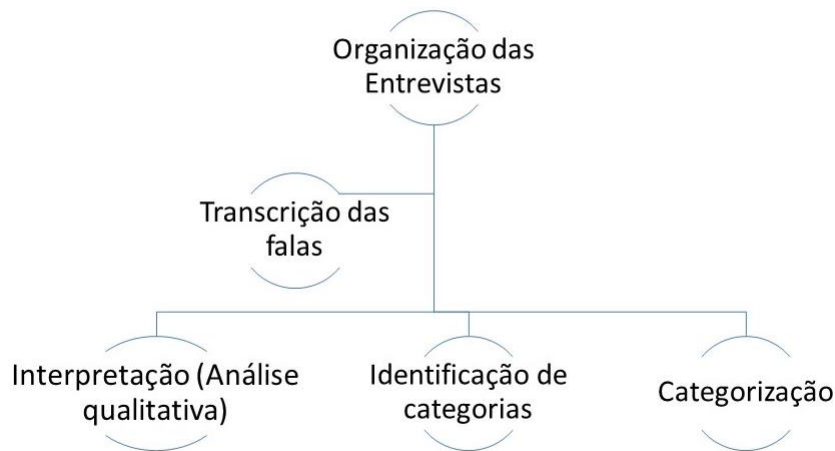 Organização das
Entrevistas
Transcrição das
falas
Interpretação (Análise
qualitativa)
Identificação de
categorias
Categorização